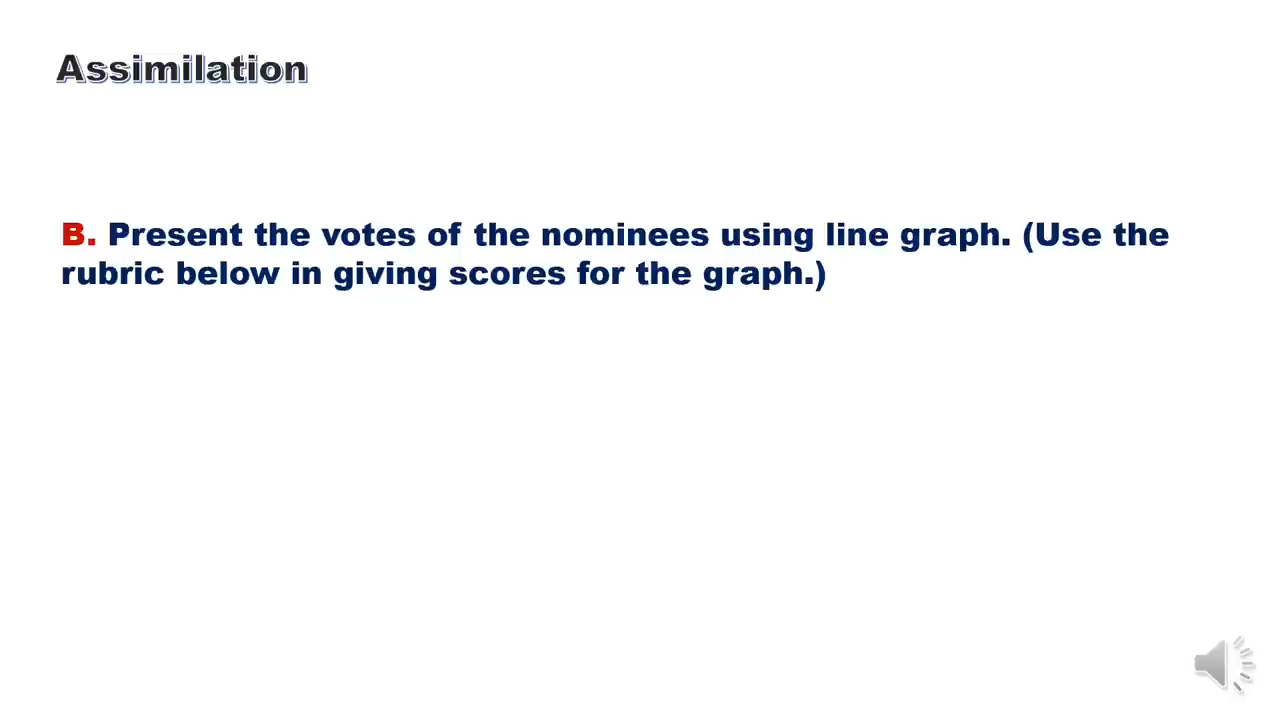 Assimilation
B. Present the votes of the nominees using line graph. (Use the
rubric below in giving scores for the graph.)